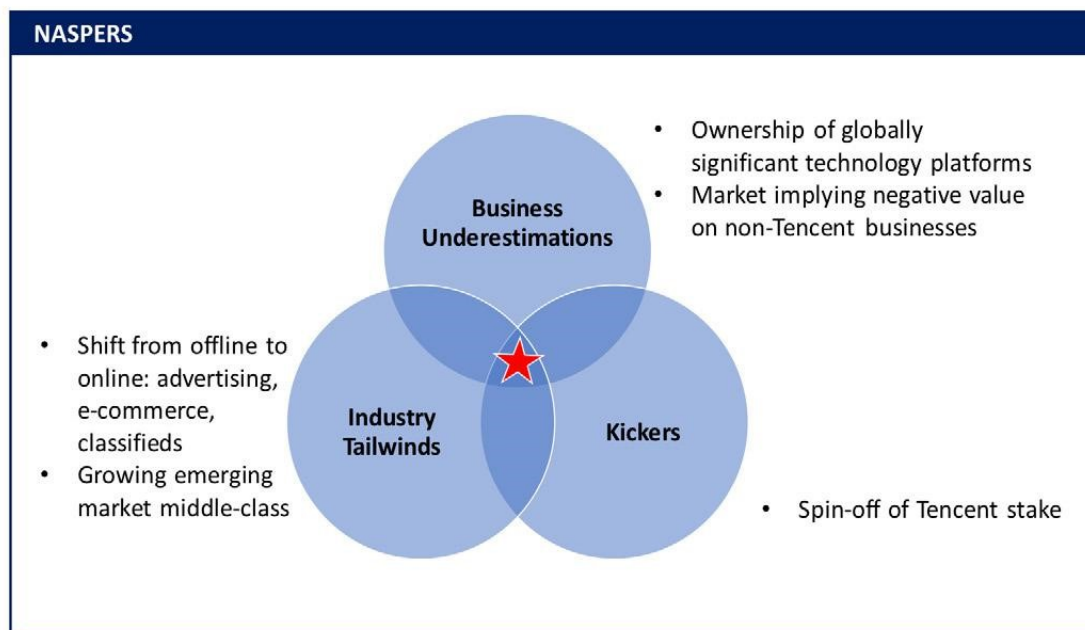 NASPERS
• Ownership of globally
significant technology platforms
• Market implying negative value
on non-Tencent businesses
Business
Underestimations
• Shift from offline to
online: advertising,
e-commerce,
classifieds
• Growing emerging
market middle-class
Industry
Tailwinds
Kickers
• Spin-off of Tencent stake